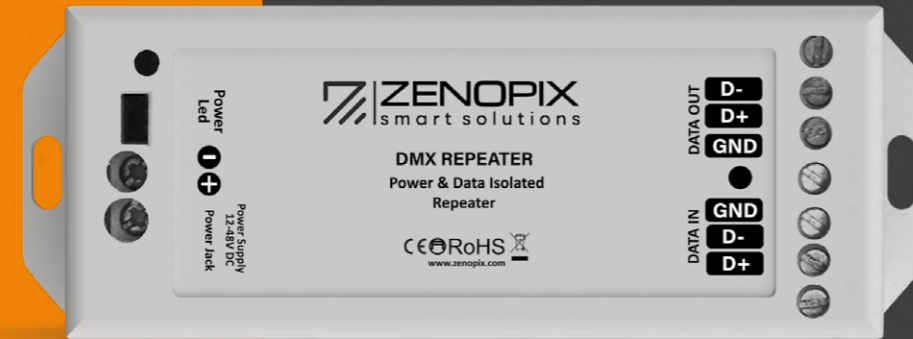 Power
Led
Power Supply
12-48V DC
Power Jack
ZENOPIX
smart solutions
DMX REPEATER
Power & Data Isolated
Repeater
CE RoHS
www.zenopix.com
DATA OUT
D-
D+
GND
DATA IN
GND
D-
D+